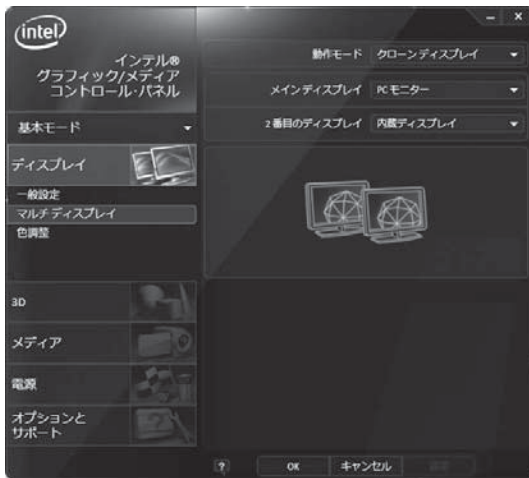 intel
インテル®
グラフィック/メディア
コントロール・パネル
基本モード
ディスプレイ
一般設定
マルチ ディスプレイ
色調整
3D
メディア
電源
オプションと
サポート
動作モード クローン ディスプレイ
メインディスプレイ PC モニター
2 番目のディスプレイ 内蔵ディスプレイ
? OK キャンセル